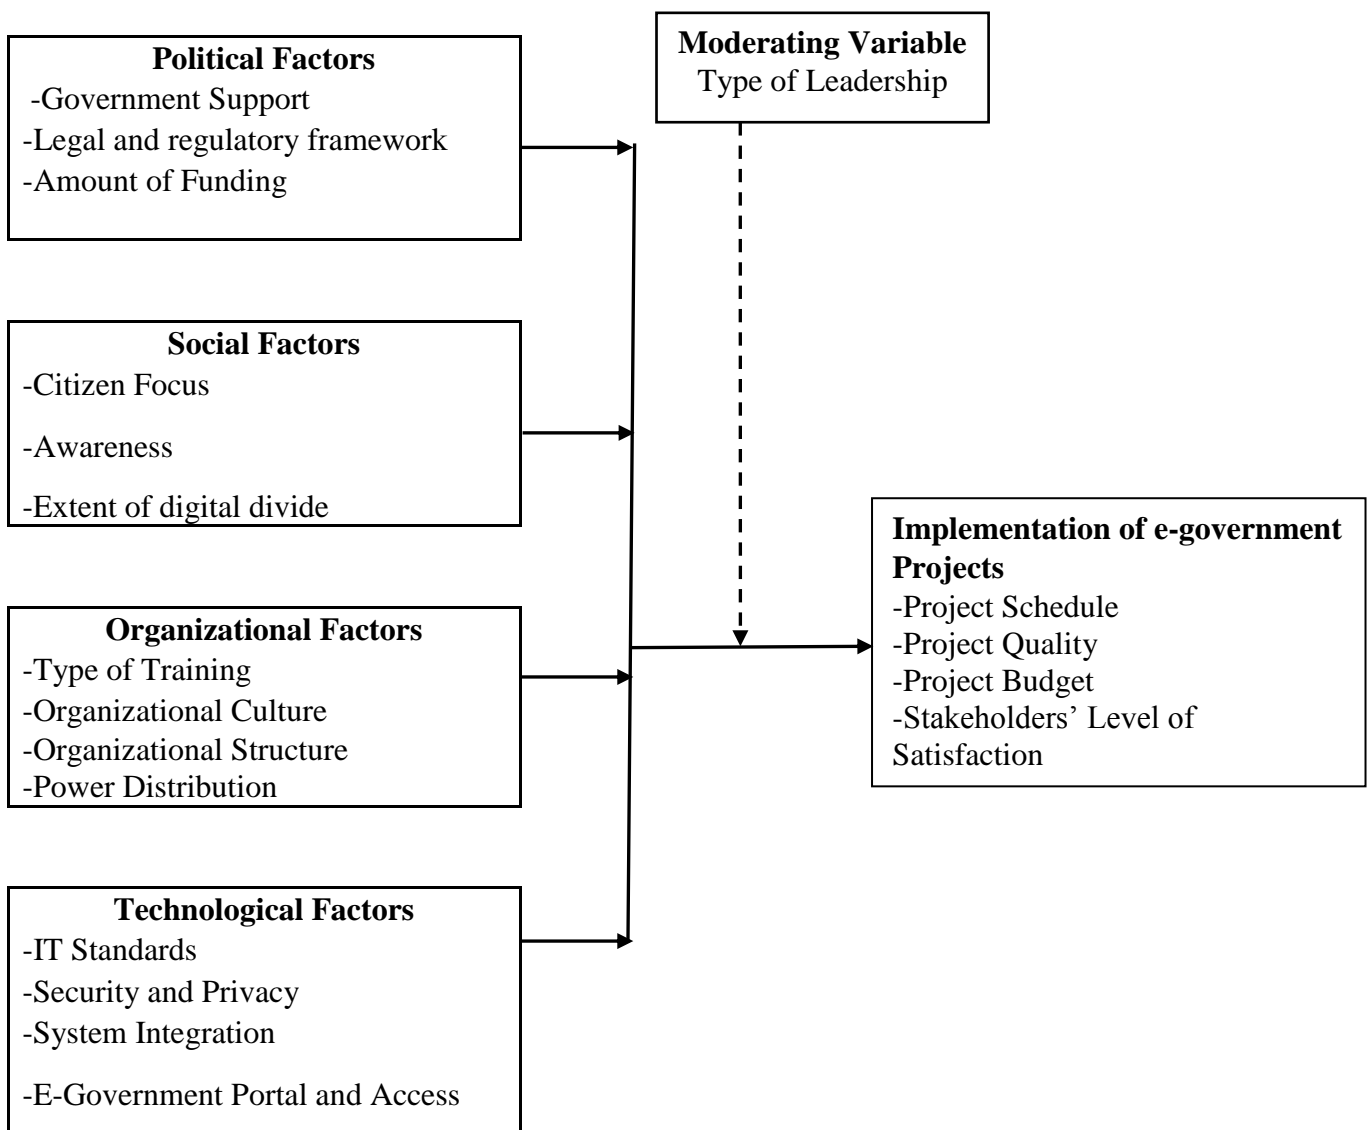 Political Factors
-Government Support
-Legal and regulatory framework
-Amount of Funding
Moderating Variable
Type of Leadership
Social Factors
-Citizen Focus
-Awareness
-Extent of digital divide
Organizational Factors
-Type of Training
-Organizational Culture
-Organizational Structure
-Power Distribution
Technological Factors
-IT Standards
-Security and Privacy
-System Integration
-E-Government Portal and Access
Implementation of e-government
Projects
-Project Schedule
-Project Quality
-Project Budget
-Stakeholders’ Level of
Satisfaction